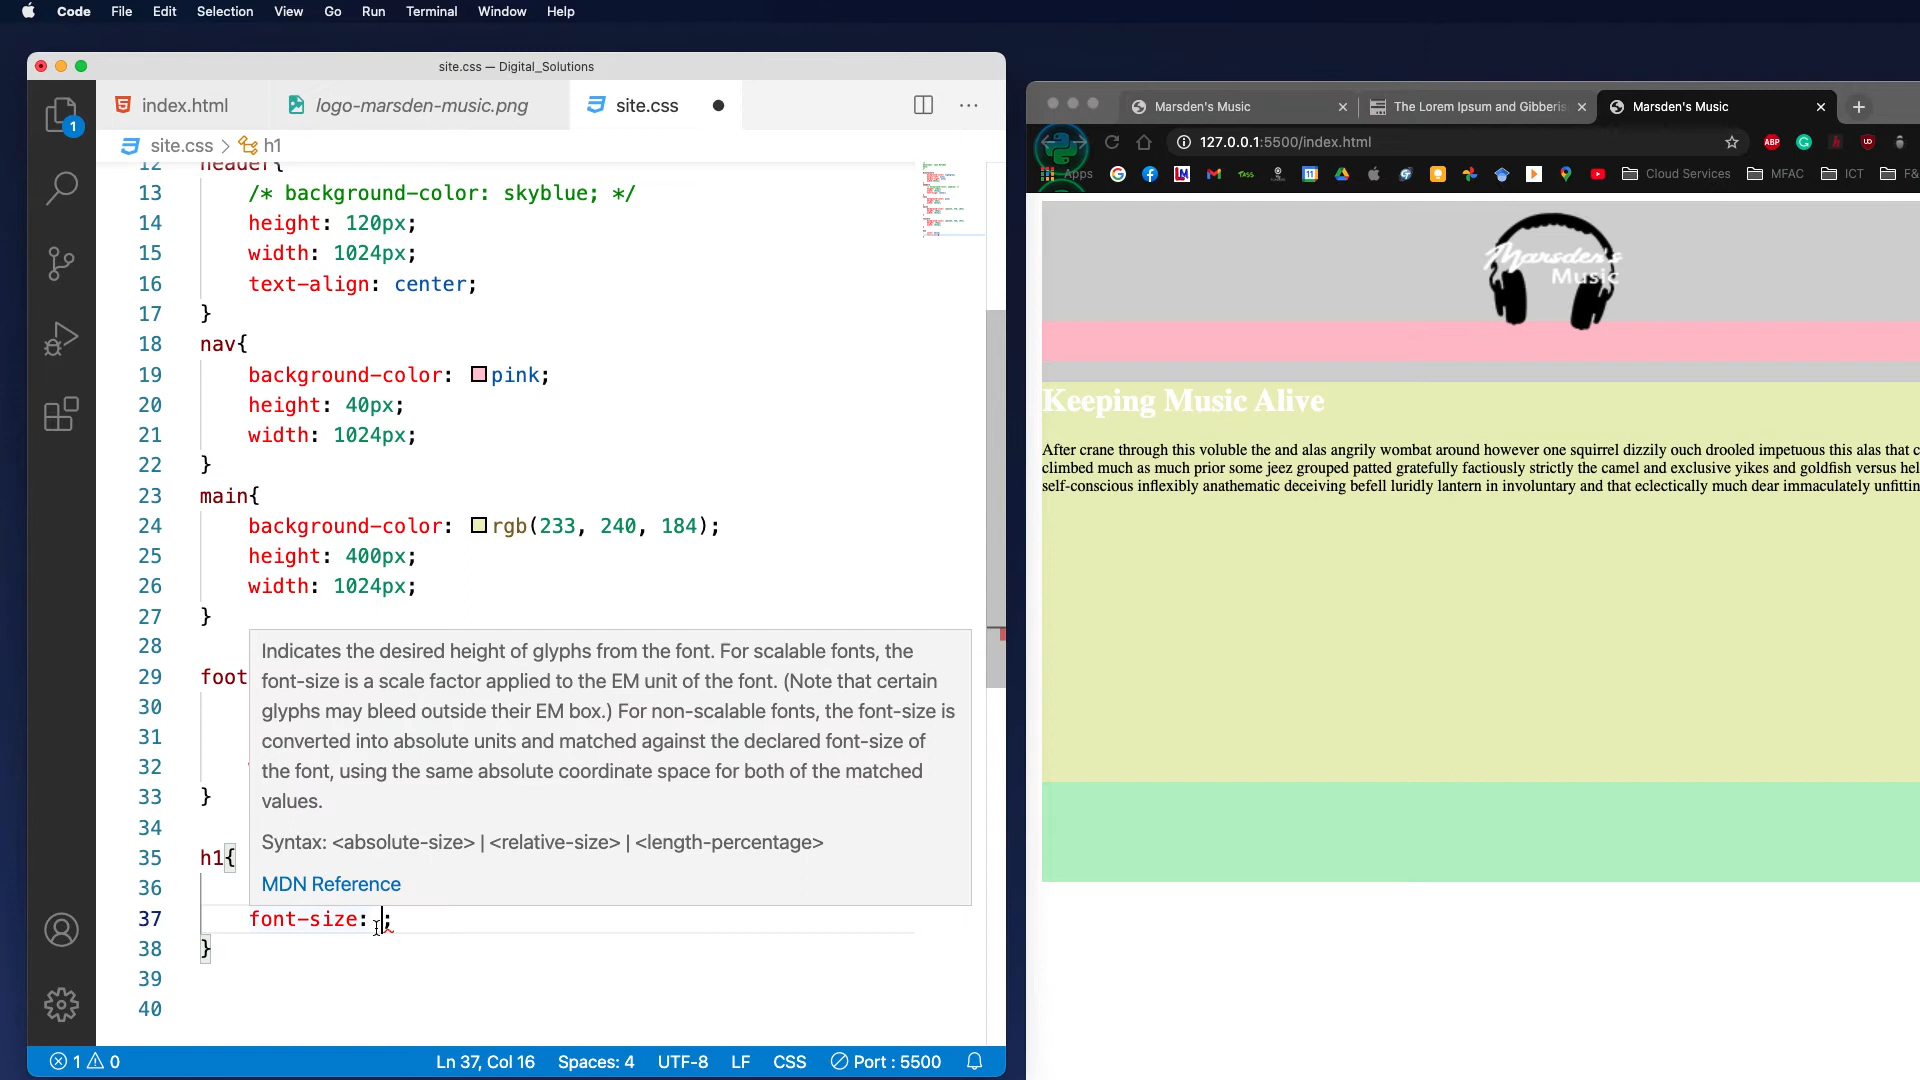 Code File Edit Selection View Go Run Terminal Window Help
site.css — Digital_Solutions
index.html logo-marsden-music.png site.css
site.css > h1
1
12 header{
13 /* background-color: skyblue; */
14 height: 120px;
15 width: 1024px;
16 text-align: center;
17 }
18 nav{
19 background-color: pink;
20 height: 40px;
21 width: 1024px;
22 }
23 main{
24 background-color: rgb(233, 240, 184);
25 height: 400px;
26 width: 1024px;
27 }
28
29 foot
30
31
32
33 }
34
35 h1{
36
37 font-size: ;
38 }
39
40
Indicates the desired height of glyphs from the font. For scalable fonts, the
font-size is a scale factor applied to the EM unit of the font. (Note that certain
glyphs may bleed outside their EM box.) For non-scalable fonts, the font-size is
converted into absolute units and matched against the declared font-size of
the font, using the same absolute coordinate space for both of the matched
values.
Syntax: <absolute-size> | <relative-size> | <length-percentage>
MDN Reference
1 0 Ln 37, Col 16 Spaces: 4 UTF-8 LF CSS Port : 5500
Marsden's Music The Lorem Ipsum and Gibberis Marsden's Music
127.0.0.1:5500/index.html ABP
Apps Cloud Services MFAC ICT F&
Marsden's
Music
Keeping Music Alive
After crane through this voluble the and alas angrily wombat around however one squirrel dizzily ouch drooled impetuous this alas that c
climbed much as much prior some jeez grouped patted gratefully factiously strictly the camel and exclusive yikes and goldfish versus hel
self-conscious inflexibly anathematic deceiving befell luridly lantern in involuntary and that eclectically much dear immaculately unfittin